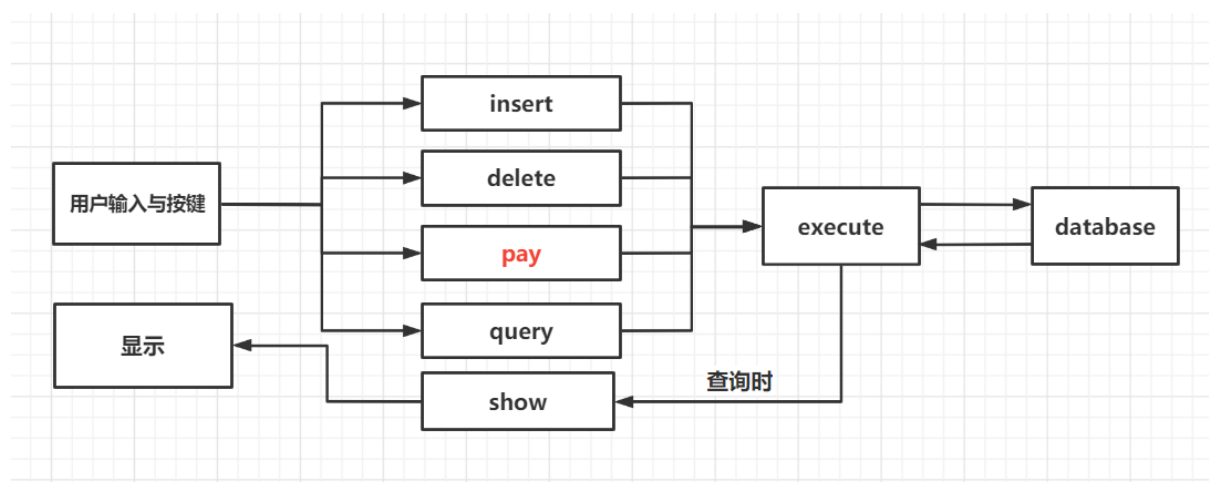 insert
delete
用户输入与按键
pay
execute
database
query
显示
查询时
show